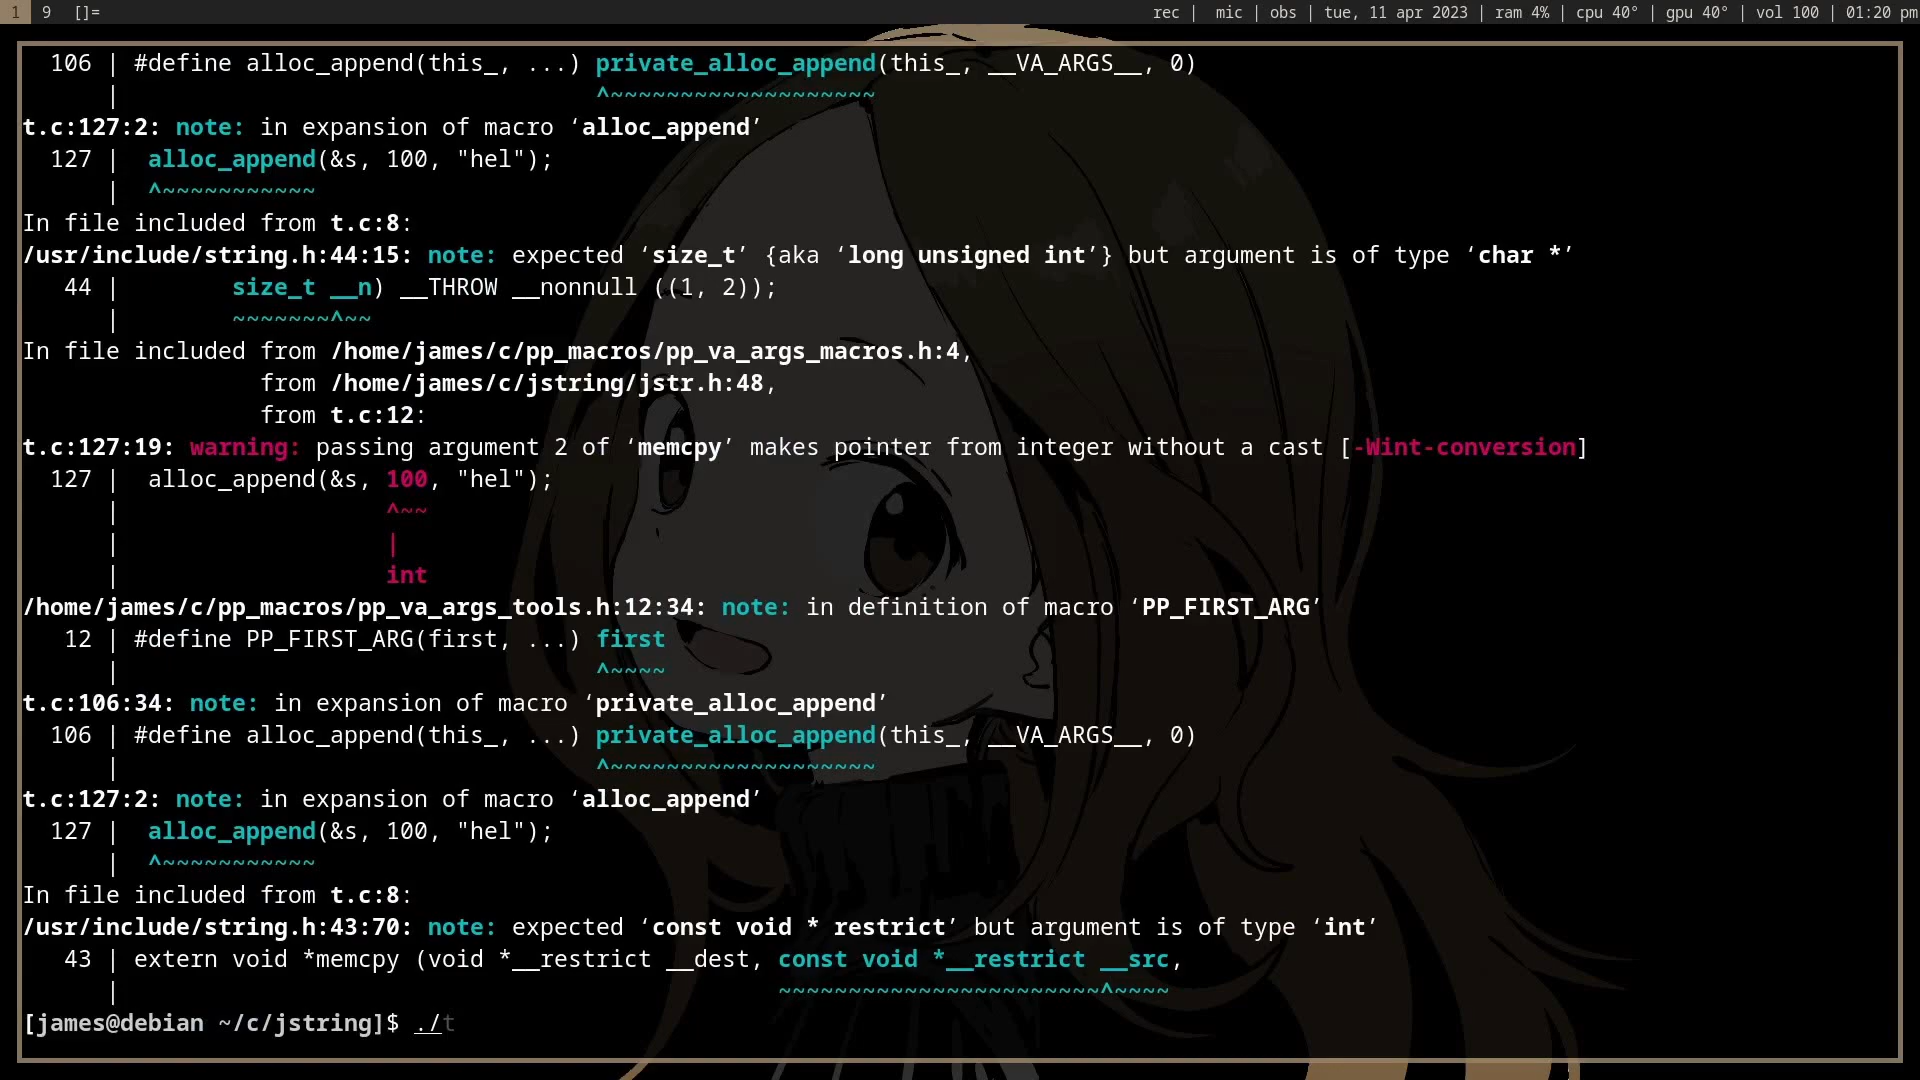 1 9 []= rec | mic | obs | tue, 11 apr 2023 | ram 4% | cpu 40° | gpu 40° | vol 100 | 01:20 pm
106 | #define alloc_append(this_, ...) private_alloc_append(this_, __VA_ARGS__, 0)
| ^~~~~~~~~~~~~~~~~~~~
t.c:127:2: note: in expansion of macro ‘alloc_append’
127 | alloc_append(&s, 100, "hel");
| ^~~~~~~~~~~~
In file included from t.c:8:
/usr/include/string.h:44:15: note: expected ‘size_t’ {aka ‘long unsigned int’} but argument is of type ‘char *’
44 | size_t __n) __THROW __nonnull ((1, 2));
| ~~~~~~~^~~
In file included from /home/james/c/pp_macros/pp_va_args_macros.h:4,
from /home/james/c/jstring/jstr.h:48,
from t.c:12:
t.c:127:19: warning: passing argument 2 of ‘memcpy’ makes pointer from integer without a cast [-Wint-conversion]
127 | alloc_append(&s, 100, "hel");
| ^~~
| |
| int
/home/james/c/pp_macros/pp_va_args_tools.h:12:34: note: in definition of macro ‘PP_FIRST_ARG’
12 | #define PP_FIRST_ARG(first, ...) first
| ^~~~~
t.c:106:34: note: in expansion of macro ‘private_alloc_append’
106 | #define alloc_append(this_, ...) private_alloc_append(this_, __VA_ARGS__, 0)
| ^~~~~~~~~~~~~~~~~~~~
t.c:127:2: note: in expansion of macro ‘alloc_append’
127 | alloc_append(&s, 100, "hel");
| ^~~~~~~~~~~~
In file included from t.c:8:
/usr/include/string.h:43:70: note: expected ‘const void * restrict’ but argument is of type ‘int’
43 | extern void *memcpy (void *__restrict __dest, const void *__restrict __src,
| ~~~~~~~~~~~~~~~~~~~~~~~^~~~~
[james@debian ~/c/jstring]$ ./t